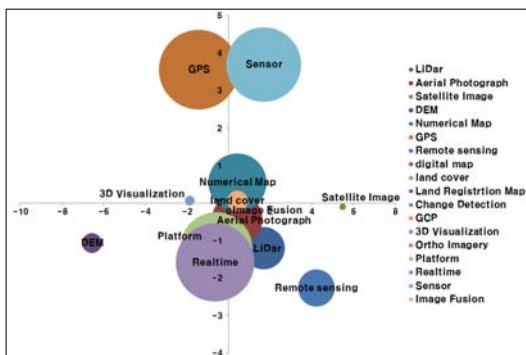 5
4
3
2
1
-1
-2
-3
-4
-10
-8
-6
-4
-2
0
2
4
6
8
GPS
Sensor
Numerical Map
3D Visualization
land cover
Satellite Image
Image Fusion
Aerial Photograph
Platform
DEM
LiDar
Realtime
Remote sensing
LiDar
Aerial Photograph
Satellite Image
DEM
Numerical Map
GPS
Remote sensing
digital map
land cover
Land Registrtion Map
Change Detection
GCP
3D Visualization
Ortho Imagery
Platform
Realtime
Sensor
Image Fusion